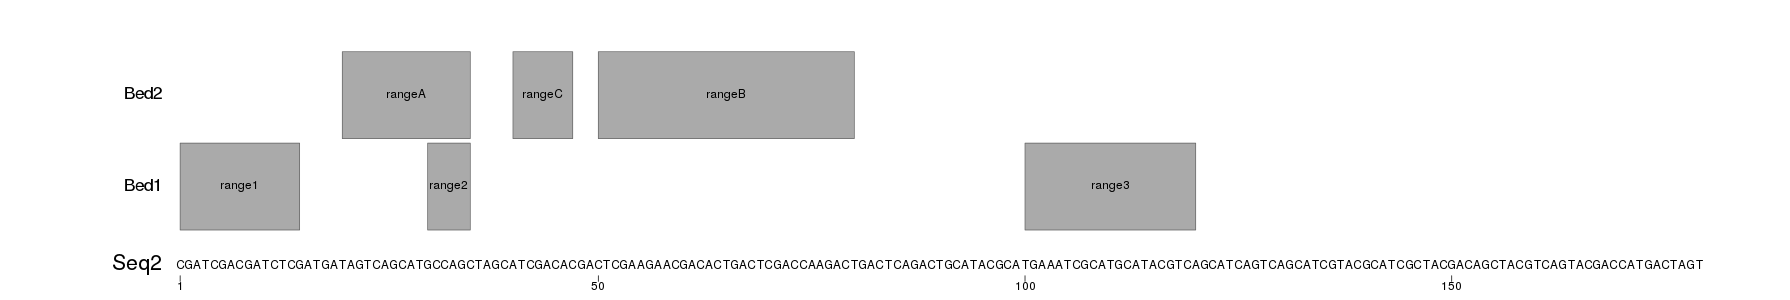 Bed2 rangeA rangeC rangeB
Bed1 range1 range2 range3
Seq2 CGATCGACGATCTCGATGATAGTCAGCATGCCAGCTAGCATCGACACGACTCGAAGAACGACACTGACTCGACCAAGACTGACTCAGACTGCATACGCATGAAATCGCATGCATACGTCAGCATCAGTCAGCATCGTACGCATCGCTACGACAGCTACGTCAGTACGACCATGACTAGT
1 50 100 150